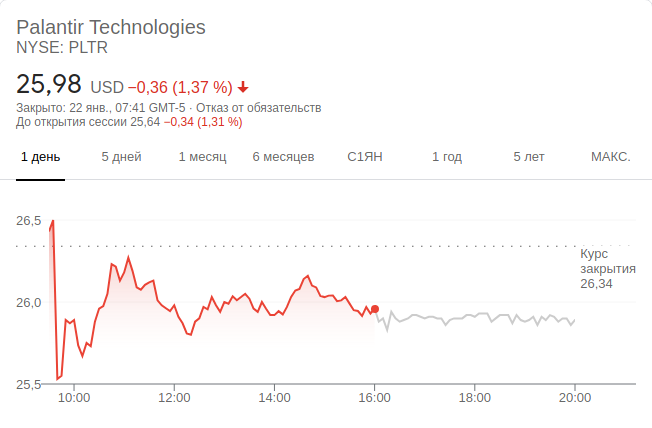 Palantir Technologies
NYSE: PLTR
25,98 USD −0,36 (1,37 %)
Закрыто: 22 янв., 07:41 GMT-5 · Отказ от обязательств
До открытия сессии 25,64 −0,34 (1,31 %)
1 день 5 дней 1 месяц 6 месяцев С1ЯН 1 год 5 лет МАКС.
26,5
Курс
закрытия
26,34
26,0
25,5
10:00 12:00 14:00 16:00 18:00 20:00